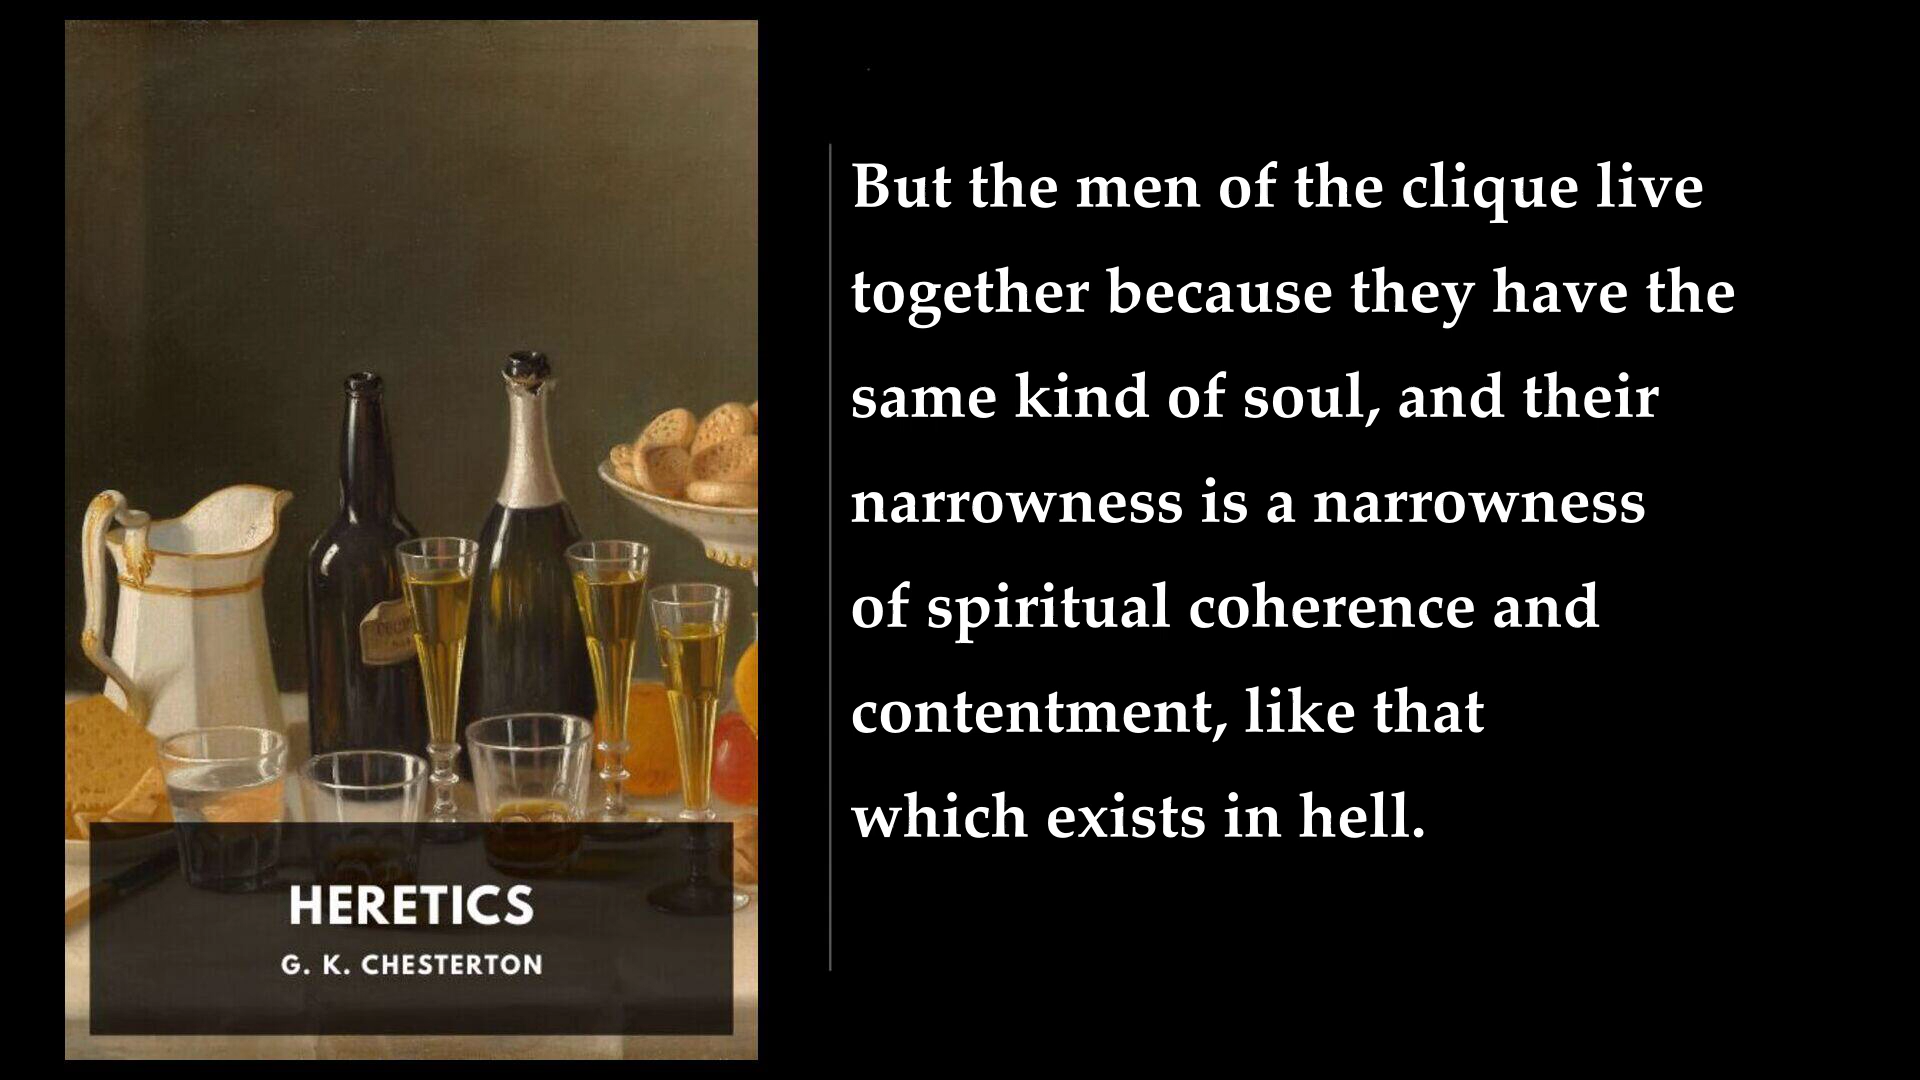 But the men of the clique live
together because they have the
same kind of soul, and their
narrowness is a narrowness
of spiritual coherence and
contentment, like that
which exists in hell.
HERETICS
G. K. CHESTERTON